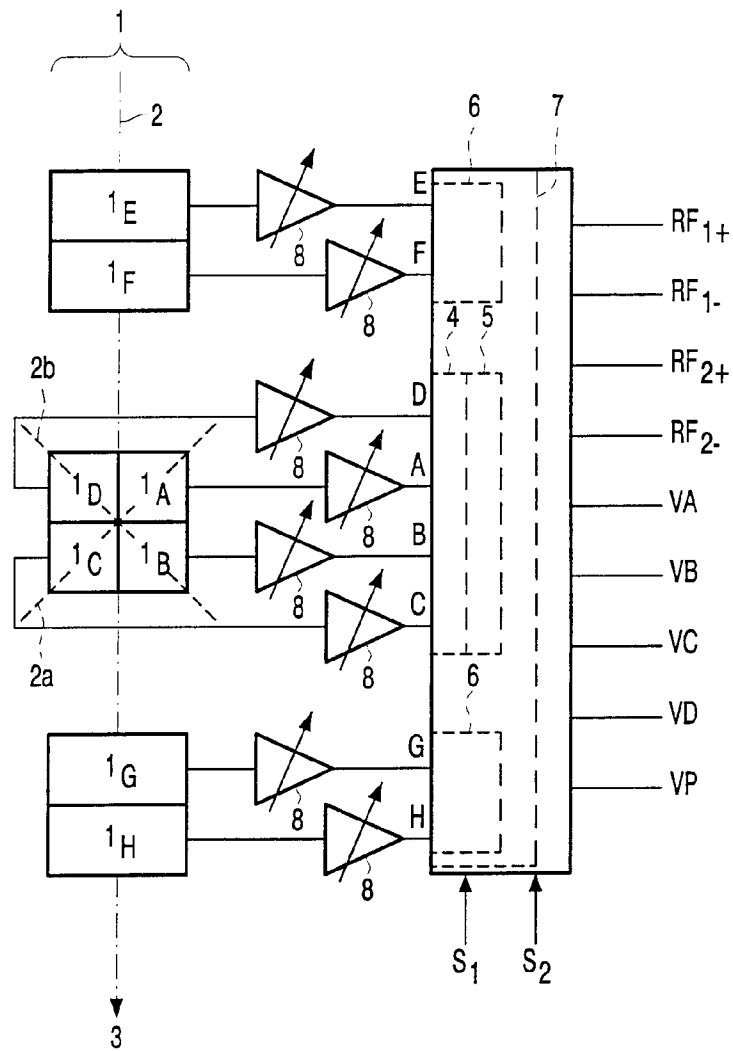 1
2
6
7
1E
E
8
RF1+
1F
F
8
RF1-
4
5
RF2+
2b
D
8
RF2-
1D
1A
A
8
VA
1C
1B
B
8
VB
C
8
VC
2a
6
VD
1G
G
8
VP
1H
H
8
S1
S2
3